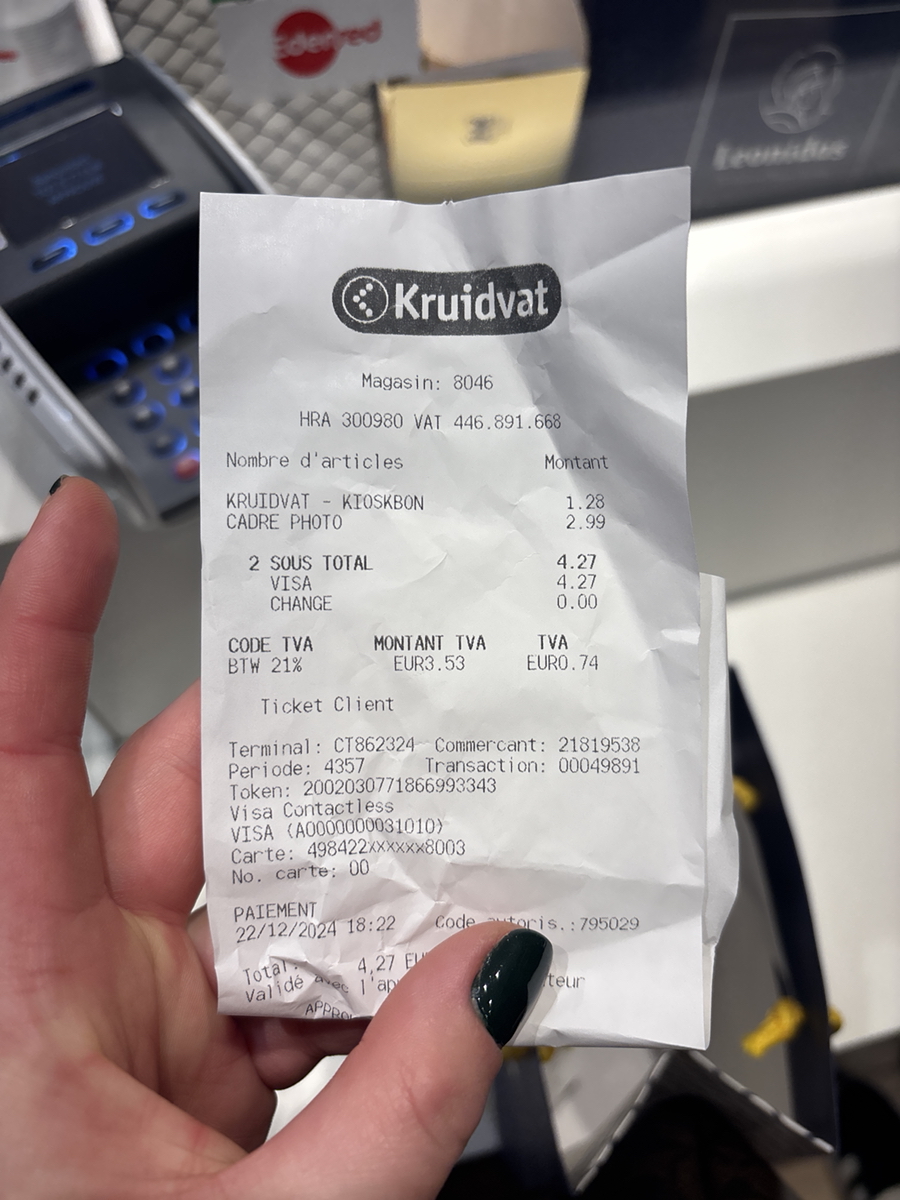 Edenred
Leonidas
Kruidvat
Magasin: 8046
HRA 300980 VAT 446.891.668
Nombre d'articles Montant
KRUIDVAT - KIOSKBON 1.28
CADRE PHOTO 2.99
2 SOUS TOTAL 4.27
VISA 4.27
CHANGE 0.00
CODE TVA MONTANT TVA TVA
BTW 21% EUR3.53 EUR0.74
Ticket Client
Terminal: CT862324 Commercant: 21819538
Periode: 4357 Transaction: 00049891
Token: 2002030771866993343
Visa Contactless
VISA (A0000000031010)
Carte: 498422xxxxxx8003
No. carte: 00
PAIEMENT
22/12/2024 18:22 Code autoris.:795029
Total: 4,27
Validé avec